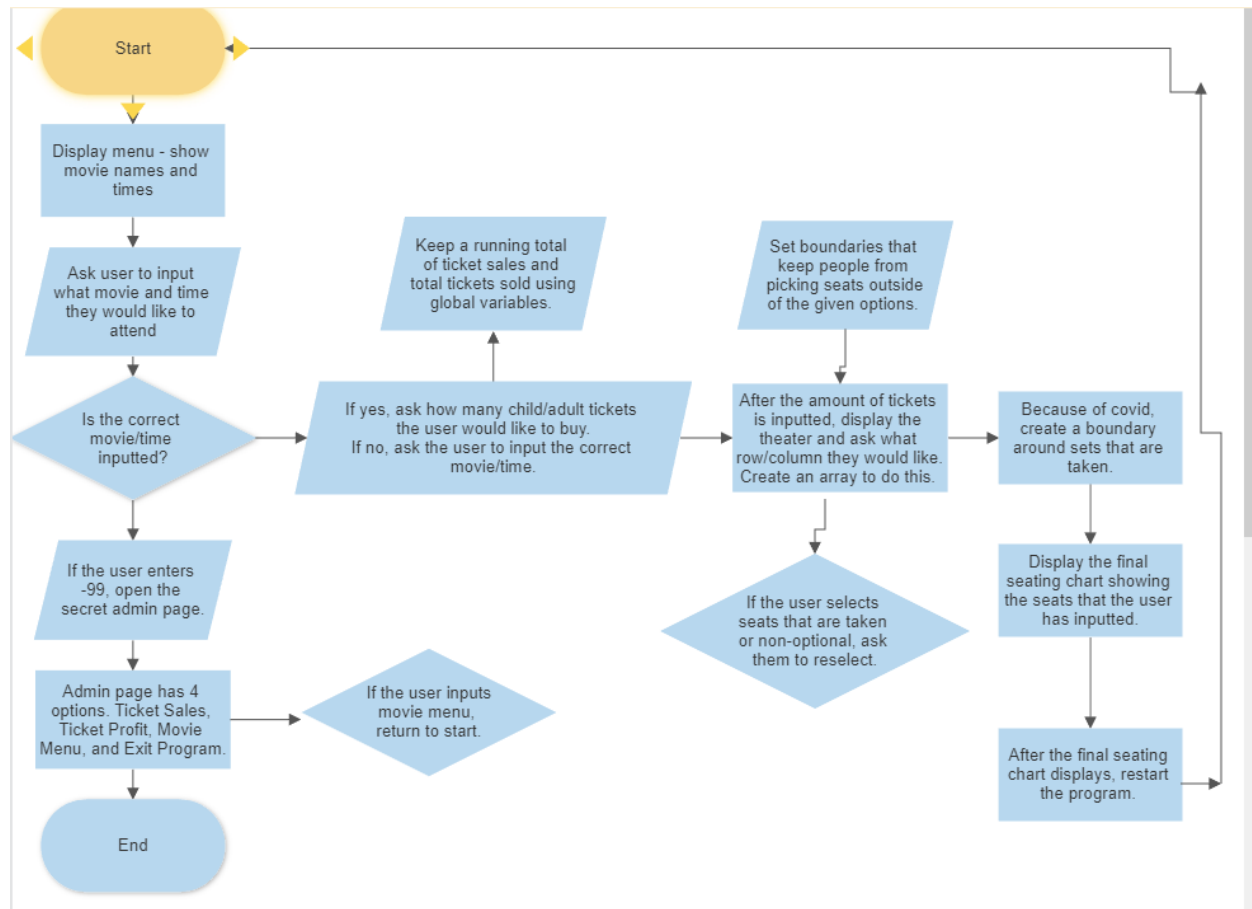 Start
Display menu - show
movie names and
times
Ask user to input
what movie and time
they would like to
attend
Is the correct
movie/time
inputted?
If the user enters
-99, open the
secret admin page.
Admin page has 4
options. Ticket Sales,
Ticket Profit, Movie
Menu, and Exit Program.
End
If the user inputs
movie menu,
return to start.
Keep a running total
of ticket sales and
total tickets sold using
global variables.
If yes, ask how many child/adult tickets
the user would like to buy.
If no, ask the user to input the correct
movie/time.
Set boundaries that
keep people from
picking seats outside
of the given options.
After the amount of tickets
is inputted, display the
theater and ask what
row/column they would like.
Create an array to do this.
If the user selects
seats that are taken
or non-optional, ask
them to reselect.
Because of covid,
create a boundary
around sets that are
taken.
Display the final
seating chart showing
the seats that the user
has inputted.
After the final seating
chart displays, restart
the program.